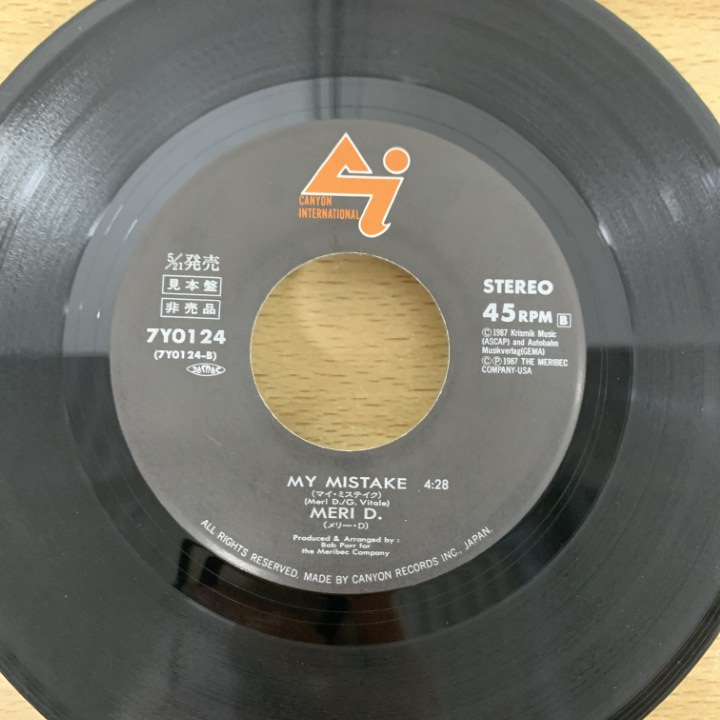 CANYON
INTERNATIONAL
5/21発売
見本盤
非売品
7Y0124
(7Y0124-B)
JASRAC
STEREO
45 RPM B
Ⓒ1987 Krismik Music
(ASCAP) and Autobahn
Musikverlag(GEMA)
ⒸⓅ1987 THE MERIBEC
COMPANY-USA
MY MISTAKE 4:28
(マイ・ミステイク)
(Meri D./G. Vitale)
MERI D.
(メリー・D)
Produced & Arranged by :
Bob Parr for
the Meribec Company
ALL RIGHTS RESERVED. MADE BY CANYON RECORDS INC., JAPAN.